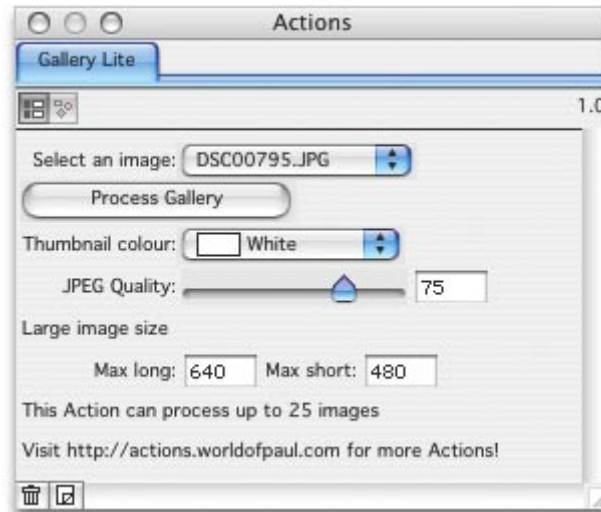 Actions
Gallery Lite
1.0
Select an image: DSC00795.JPG
Process Gallery
Thumbnail colour: White
JPEG Quality: 75
Large image size
Max long: 640 Max short: 480
This Action can process up to 25 images
Visit http://actions.worldofpaul.com for more Actions!